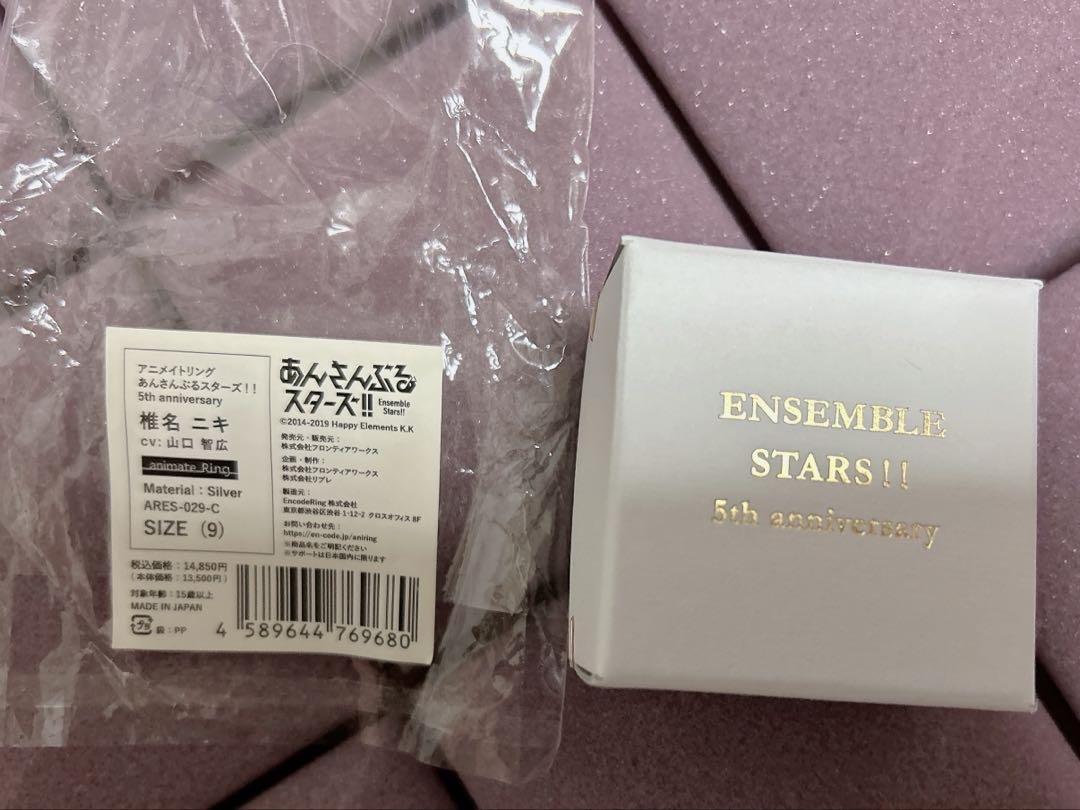 アニメイトリング
あんさんぶるスターズ！！
5th anniversary
椎名 ニキ
cv: 山口 智広
animate Ring
Material : Silver
ARES-029-C
SIZE（9）
あんさんぶる
スターズ!!
Ensemble
Stars!!
©2014-2019 Happy Elements K.K
発売元・販売元：
株式会社フロンティアワークス
企画・制作：
株式会社フロンティアワークス
株式会社リブレ
製造元：
EncodeRing 株式会社
東京都渋谷区渋谷 1-12-2 クロスオフィス 8F
お問い合わせ先：
https://en-code.jp/aniring
※商品名をご明記ください
※サポートは日本国内に限ります
税込価格：14,850円
（本体価格：13,500円）
対象年齢：15歳以上
MADE IN JAPAN
プラ 袋：PP
4 589644 769680
ENSEMBLE
STARS!!
5th anniversary